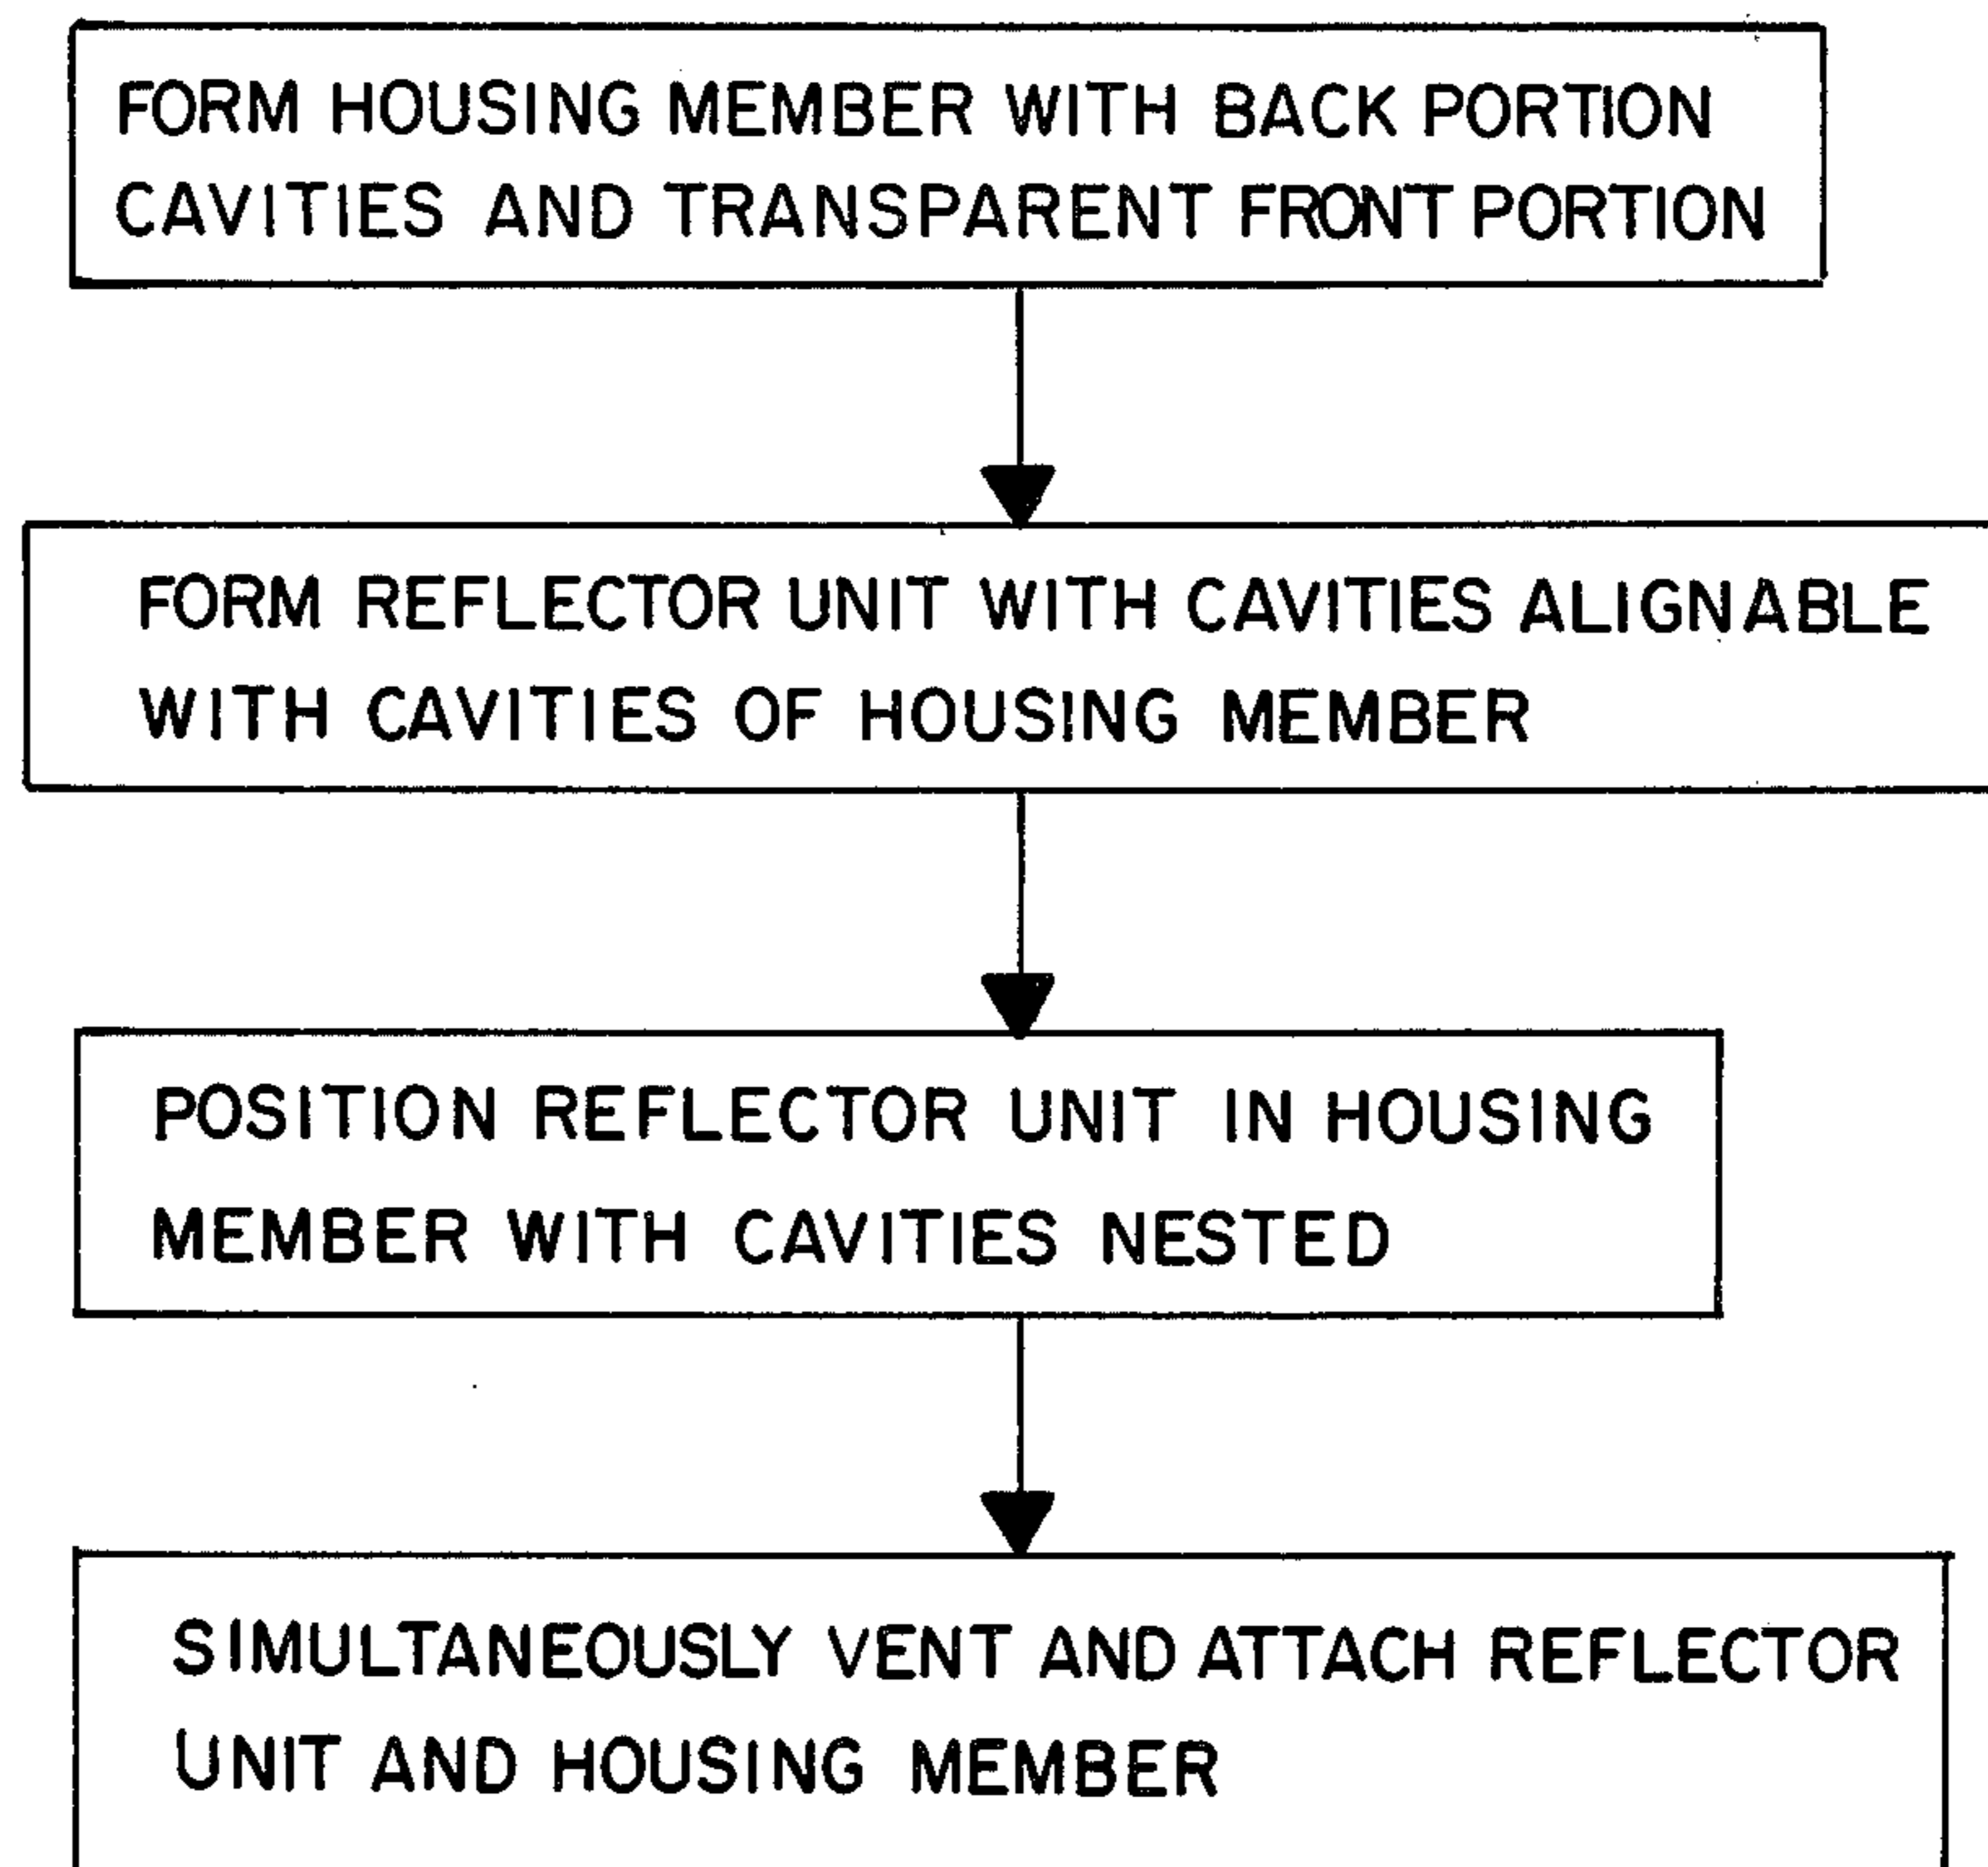 FORM HOUSING MEMBER WITH BACK PORTION
CAVITIES AND TRANSPARENT FRONT PORTION
FORM REFLECTOR UNIT WITH CAVITIES ALIGNABLE
WITH CAVITIES OF HOUSING MEMBER
POSITION REFLECTOR UNIT IN HOUSING
MEMBER WITH CAVITIES NESTED
SIMULTANEOUSLY VENT AND ATTACH REFLECTOR
UNIT AND HOUSING MEMBER